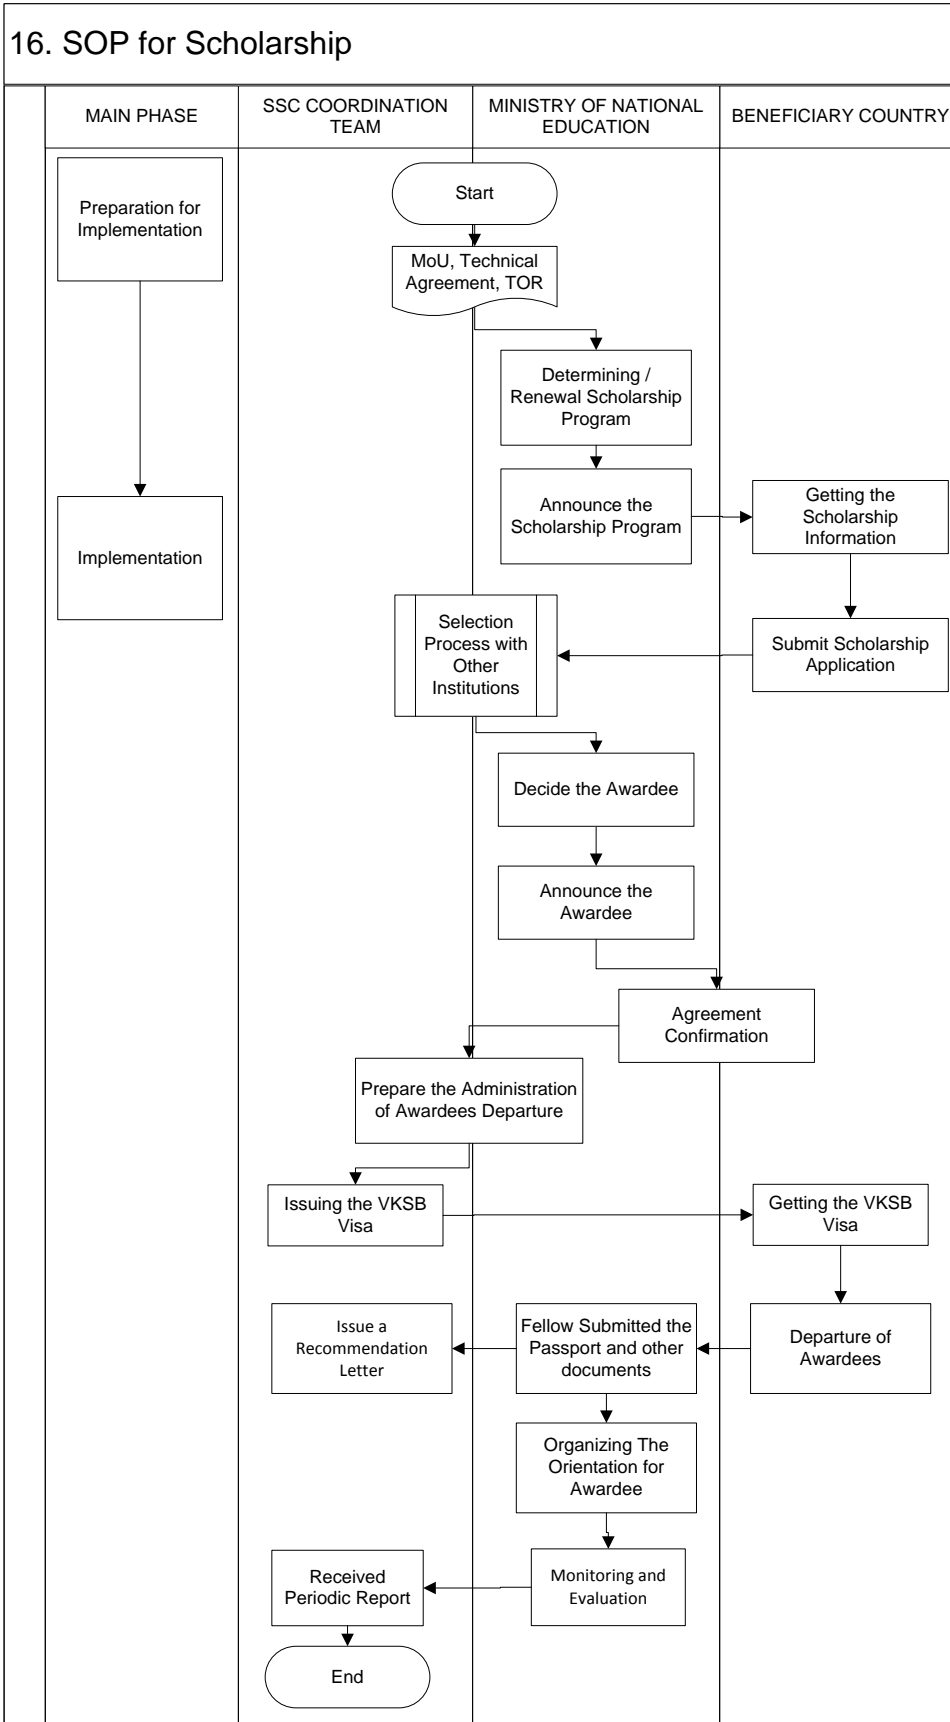 16. SOP for Scholarship
MAIN PHASE
SSC COORDINATION
TEAM
MINISTRY OF NATIONAL
EDUCATION
BENEFICIARY COUNTRY
Preparation for
Implementation
Start
MoU, Technical
Agreement, TOR
Determining /
Renewal Scholarship
Program
Announce the
Scholarship Program
Getting the
Scholarship
Information
Implementation
Selection
Process with
Other
Institutions
Submit Scholarship
Application
Decide the Awardee
Announce the
Awardee
Agreement
Confirmation
Prepare the Administration
of Awardees Departure
Issuing the VKSB
Visa
Getting the VKSB
Visa
Issue a
Recommendation
Letter
Fellow Submitted the
Passport and other
documents
Departure of
Awardees
Organizing The
Orientation for
Awardee
Received
Periodic Report
Monitoring and
Evaluation
End